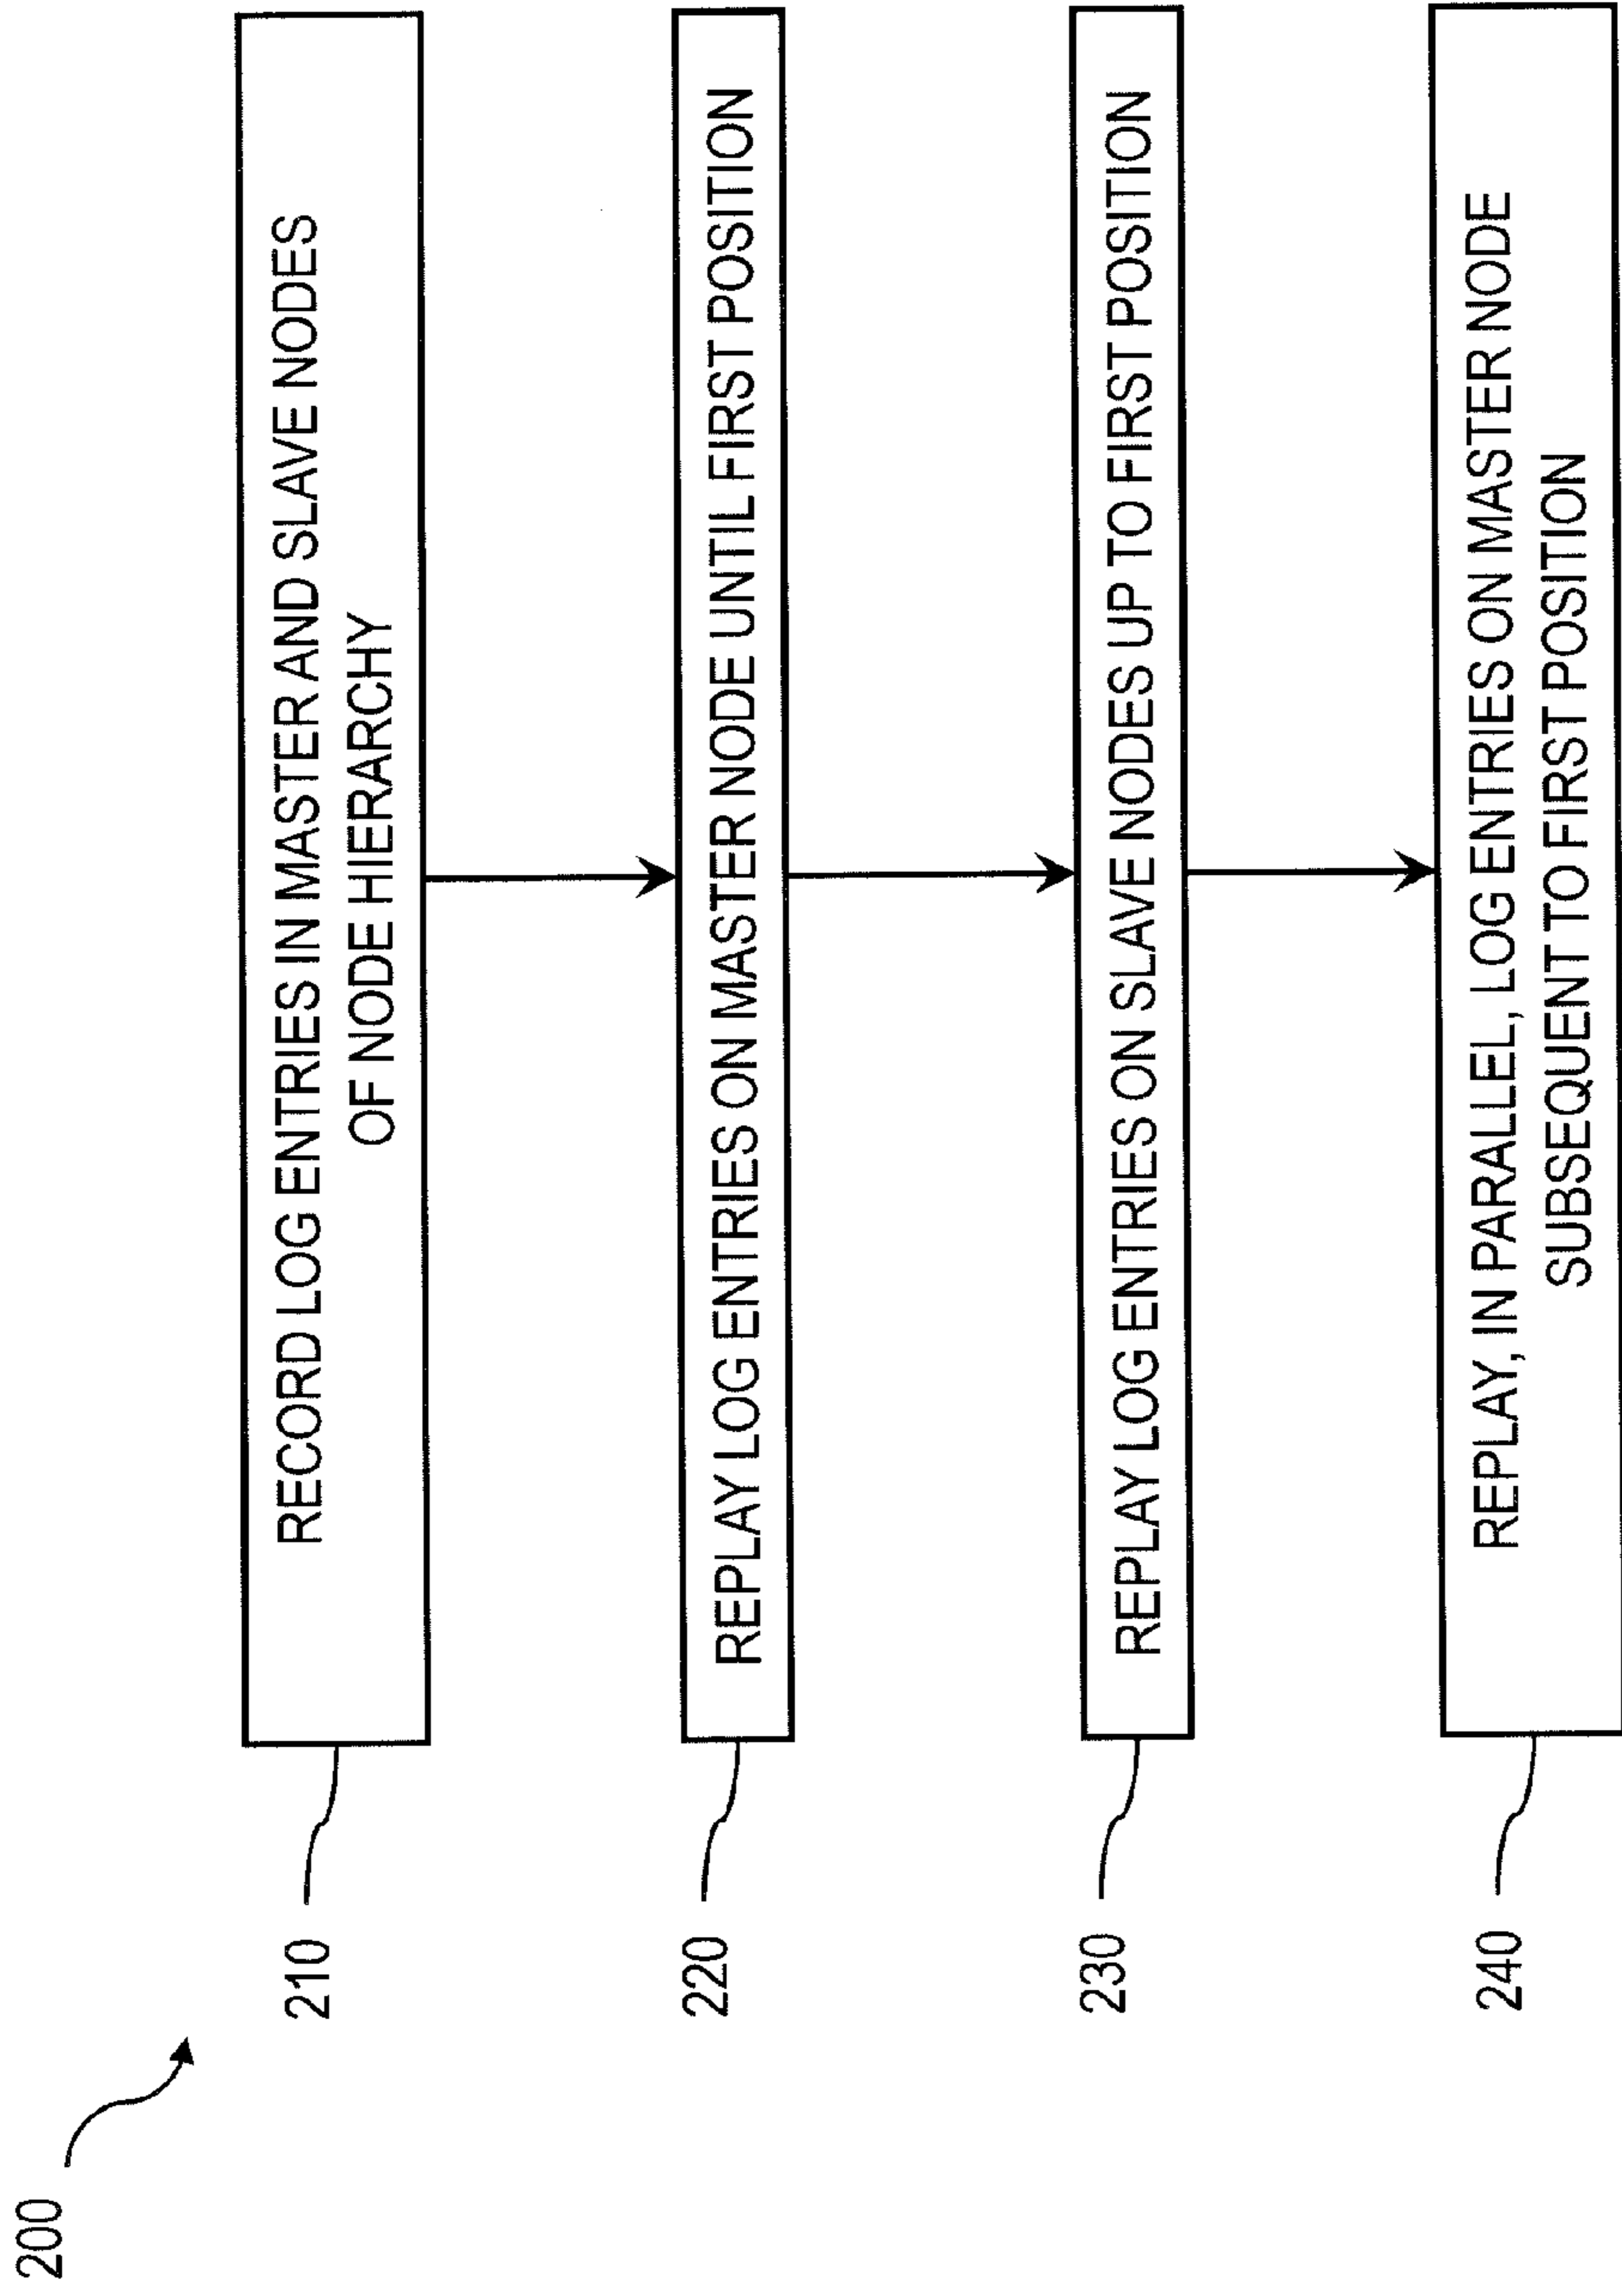 200
210
RECORD LOG ENTRIES IN MASTER AND SLAVE NODES
OF NODE HIERARCHY
220
REPLAY LOG ENTRIES ON MASTER NODE UNTIL FIRST POSITION
230
REPLAY LOG ENTRIES ON SLAVE NODES UP TO FIRST POSITION
240
REPLAY, IN PARALLEL, LOG ENTRIES ON MASTER NODE
SUBSEQUENT TO FIRST POSITION